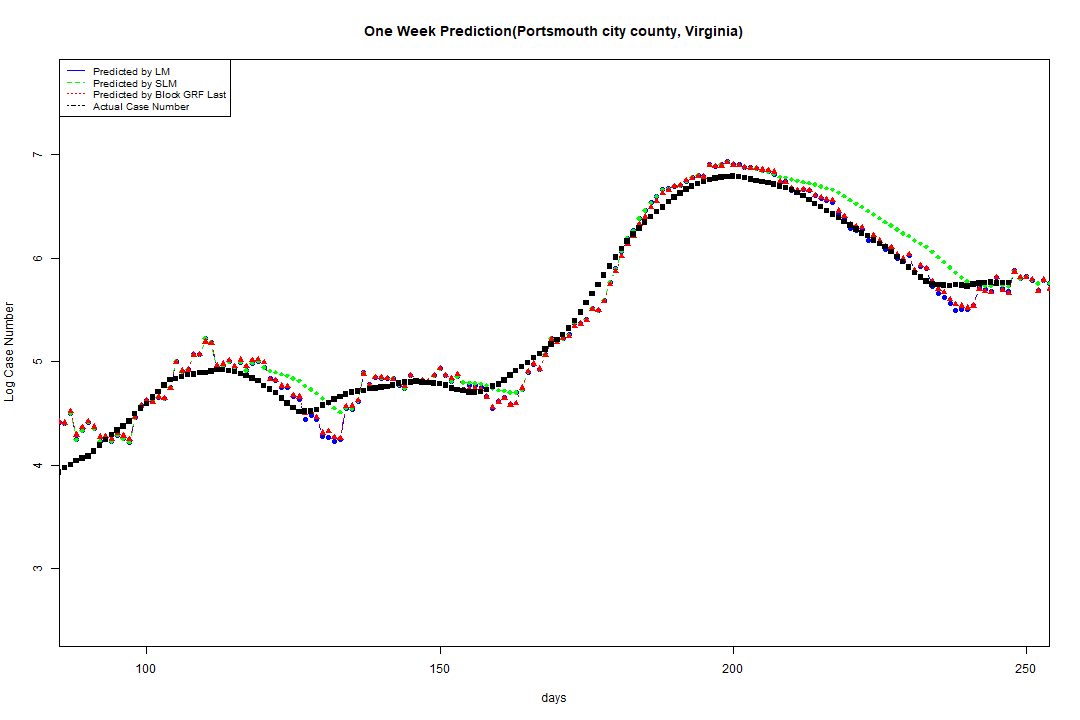 One Week Prediction(Portsmouth city county, Virginia)
Predicted by LM
Predicted by SLM
Predicted by Block GRF Last
Actual Case Number
Log Case Number
7
6
5
4
3
100 150 200 250
days